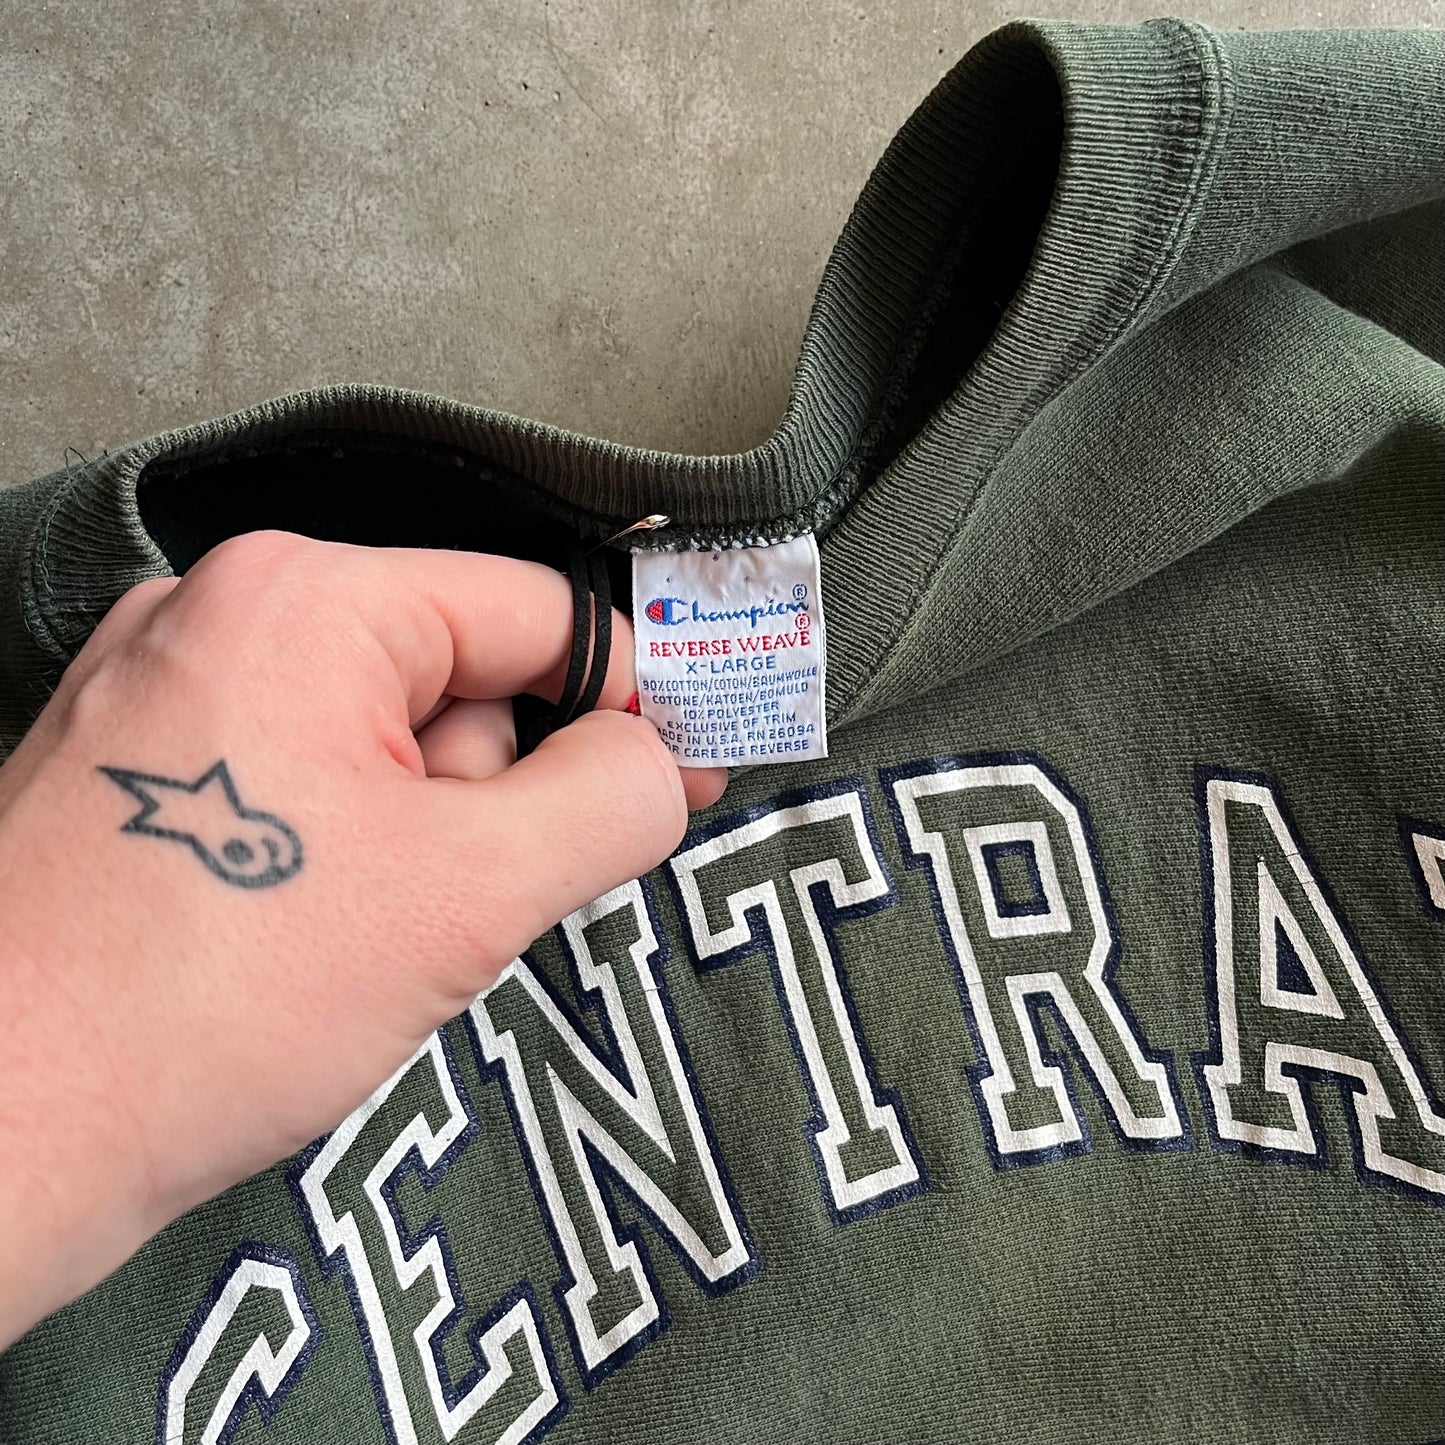 Champion®
REVERSE WEAVE®
X-LARGE
90% COTTON/COTON/BAUMWOLLE
COTONE/KATOEN/BOMULD
10% POLYESTER
EXCLUSIVE OF TRIM
MADE IN U.S.A. RN 26094
FOR CARE SEE REVERSE
CENTRA